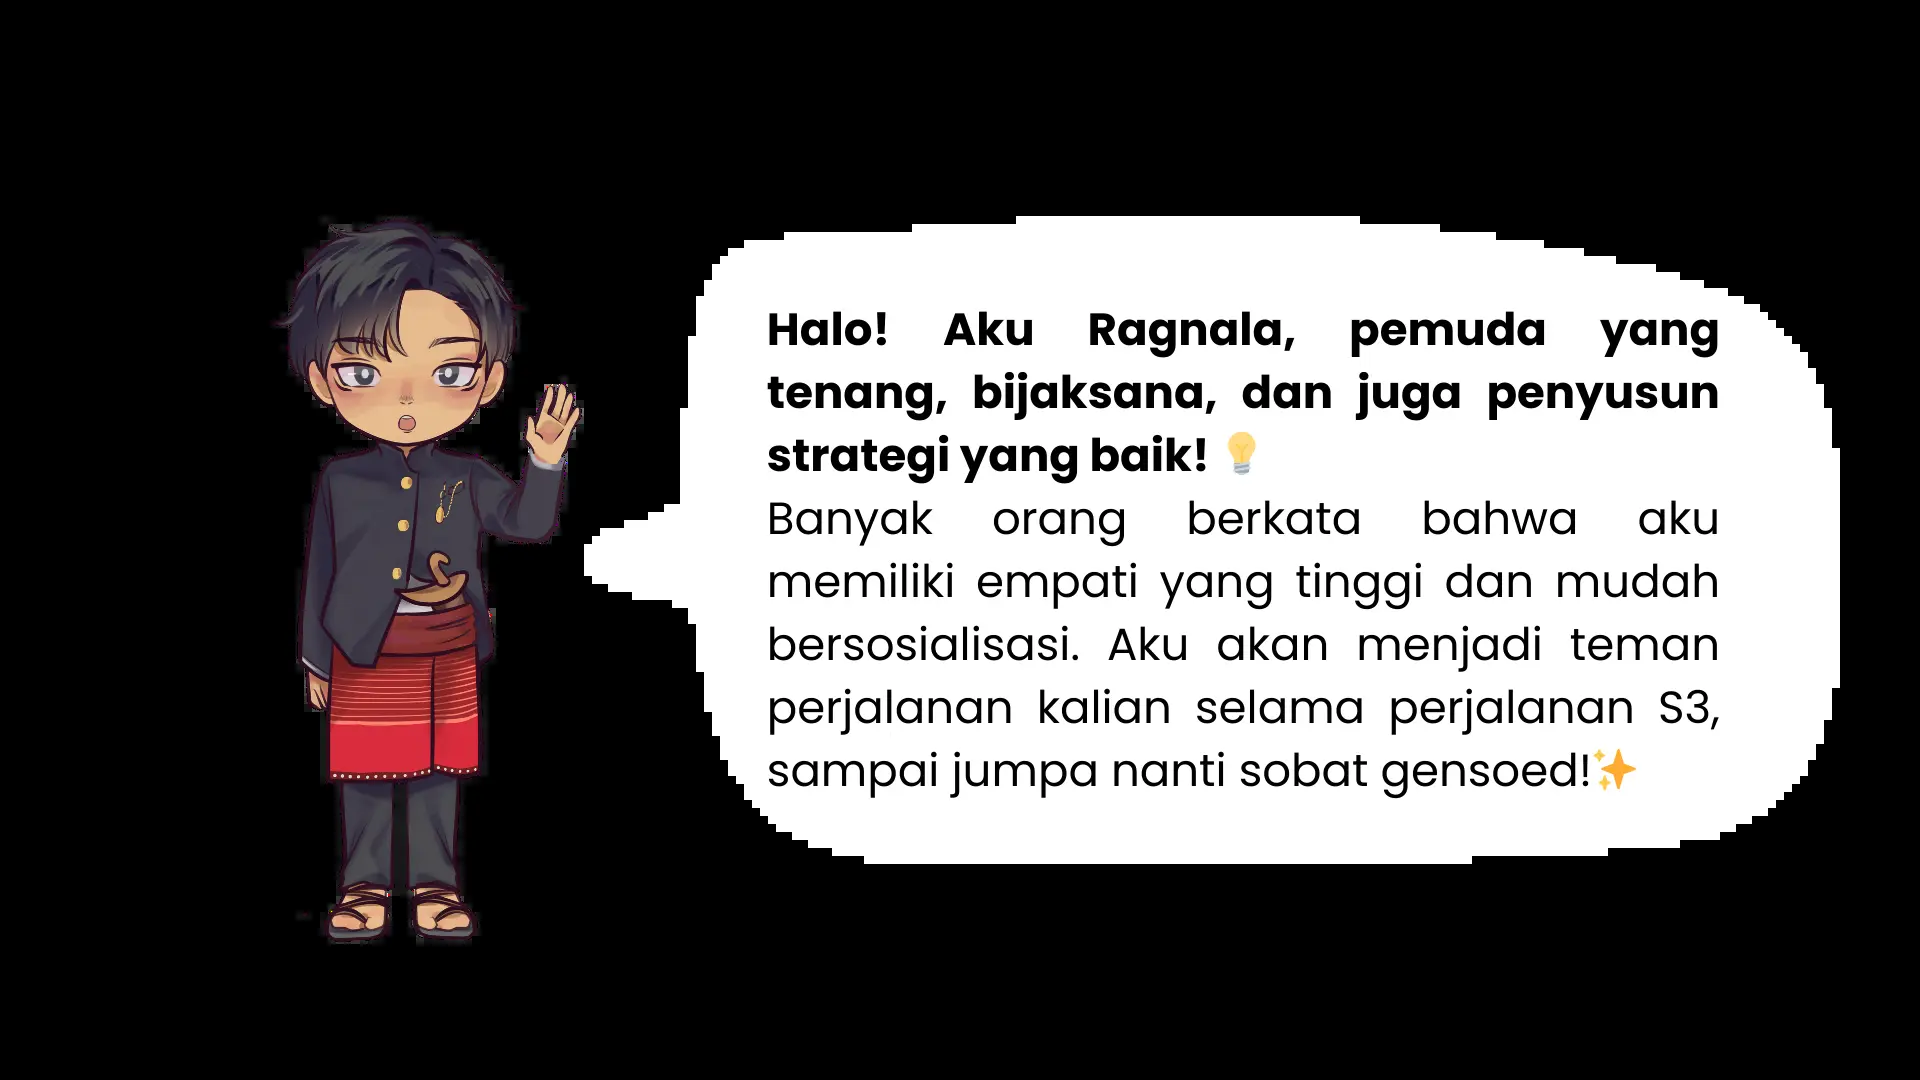 Halo! Aku Ragnala, pemuda yang
tenang, bijaksana, dan juga penyusun
strategi yang baik! 💡
Banyak orang berkata bahwa aku
memiliki empati yang tinggi dan mudah
bersosialisasi. Aku akan menjadi teman
perjalanan kalian selama perjalanan S3,
sampai jumpa nanti sobat gensoed!✨